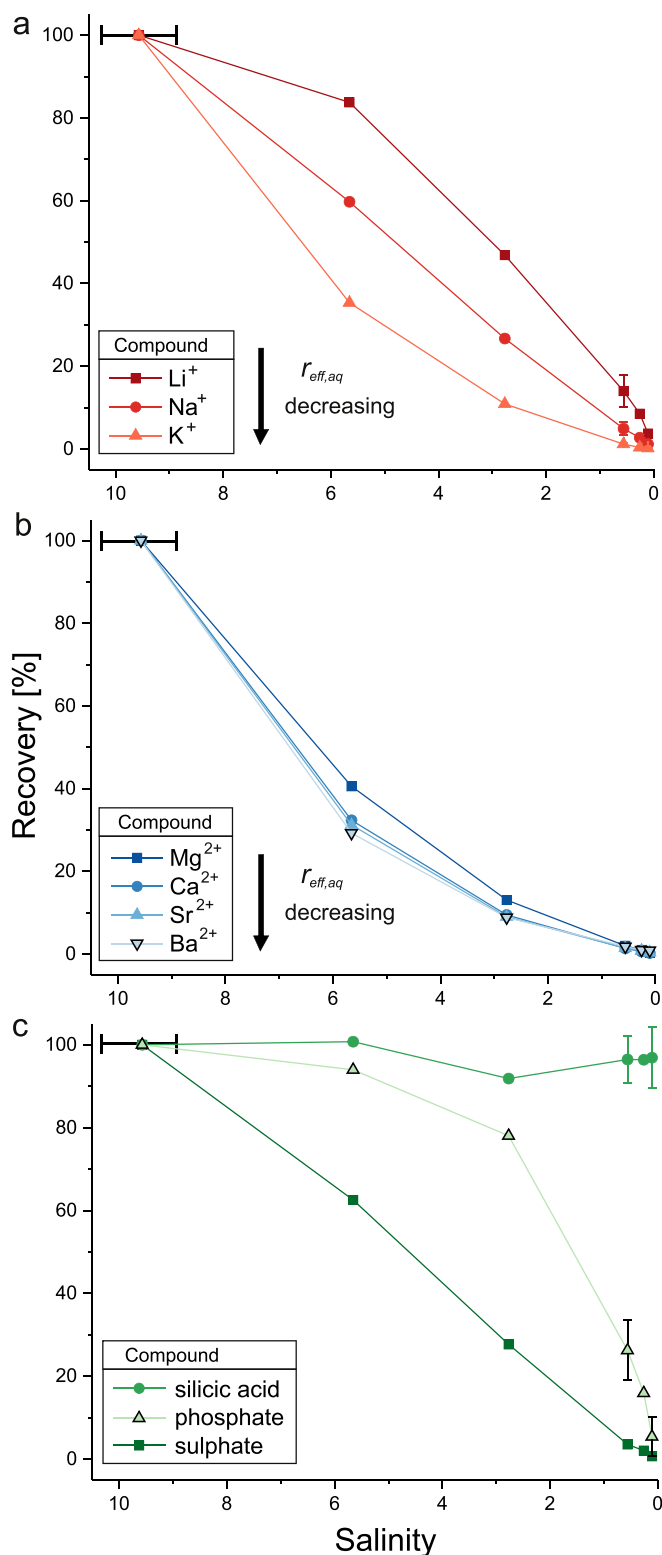 a
100
80
60
40
20
0
Compound
Li+
Na+
K+
r eff,aq
decreasing
10 8 6 4 2 0
b
100
80
60
40
20
0
Recovery [%]
Compound
Mg2+
Ca2+
Sr2+
Ba2+
r eff,aq
decreasing
10 8 6 4 2 0
c
100
80
60
40
20
0
Compound
silicic acid
phosphate
sulphate
10 8 6 4 2 0
Salinity